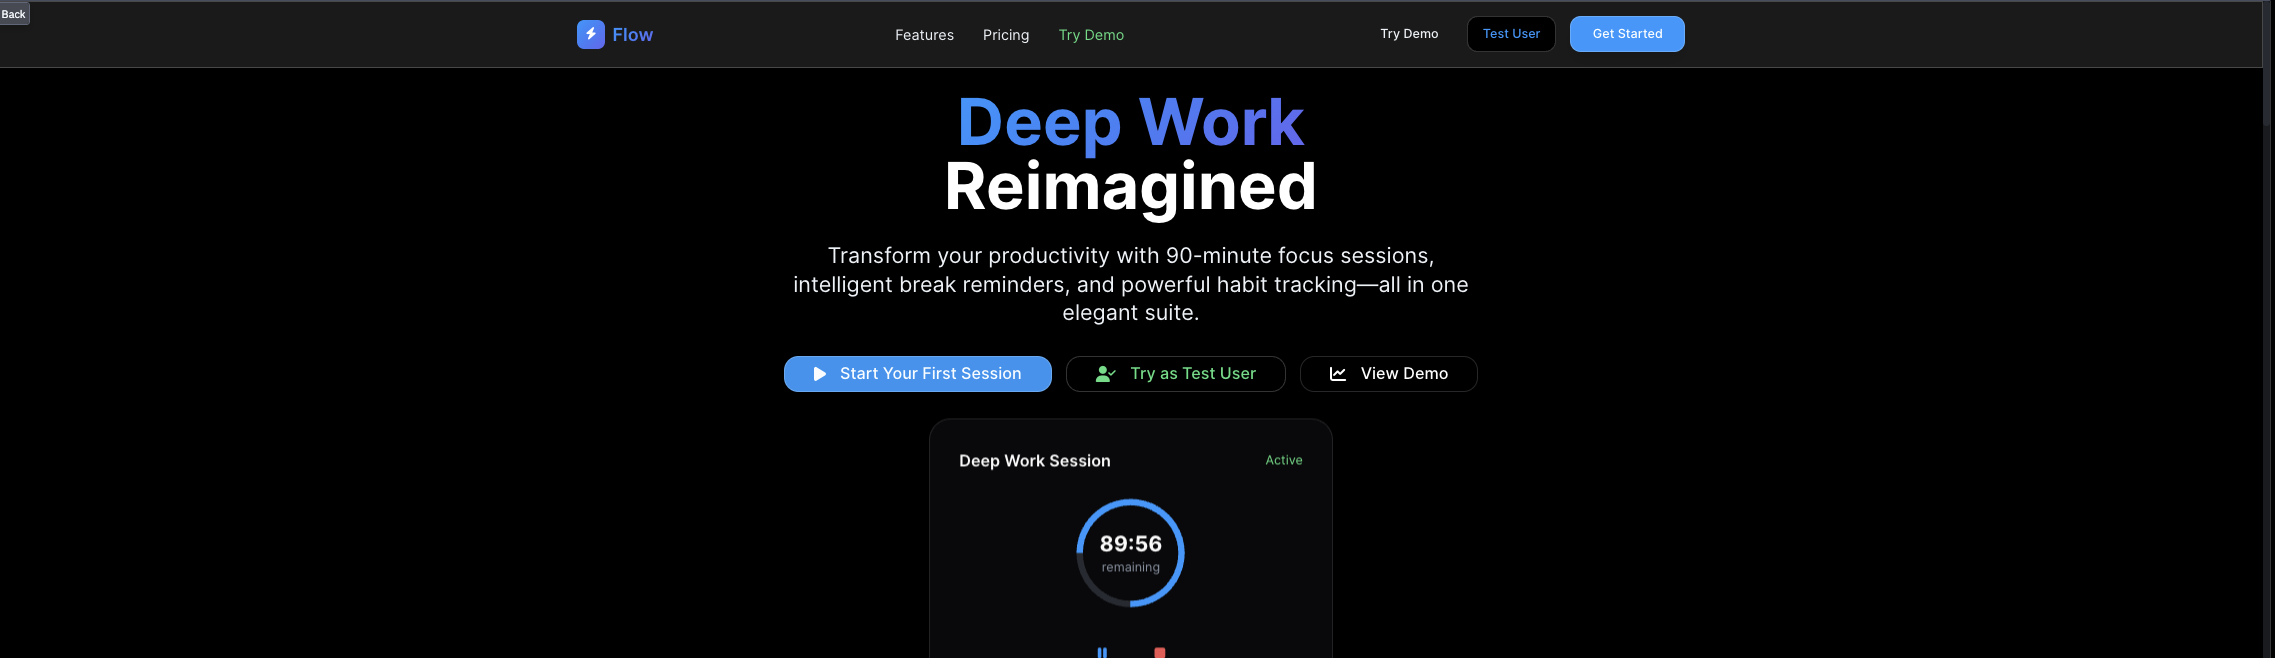 Back
Flow
Features
Pricing
Try Demo
Try Demo
Test User
Get Started
Deep Work
Reimagined
Transform your productivity with 90-minute focus sessions,
intelligent break reminders, and powerful habit tracking—all in one
elegant suite.
Start Your First Session
Try as Test User
View Demo
Deep Work Session
Active
89:56
remaining